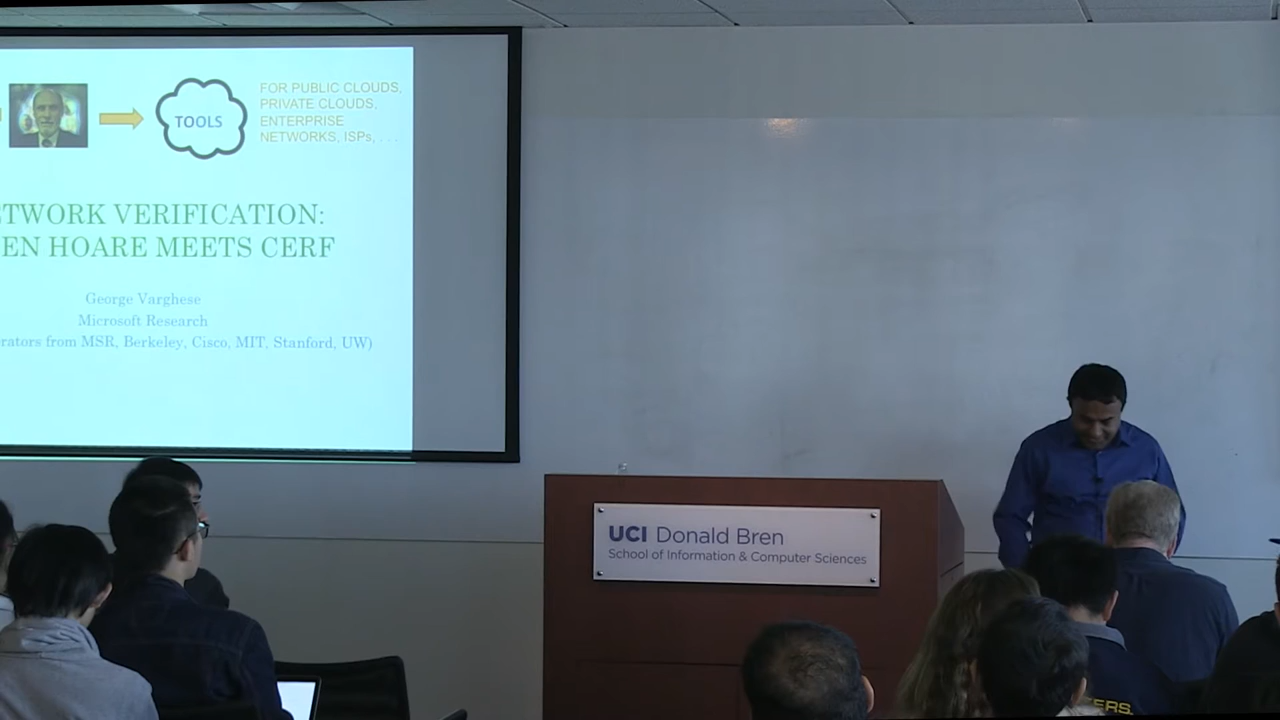 TOOLS
FOR PUBLIC CLOUDS,
PRIVATE CLOUDS,
ENTERPRISE
NETWORKS, ISPs, . . .
TWORK VERIFICATION:
EN HOARE MEETS CERF
George Varghese
Microsoft Research
rators from MSR, Berkeley, Cisco, MIT, Stanford, UW)
UCI Donald Bren
School of Information & Computer Sciences
ERS